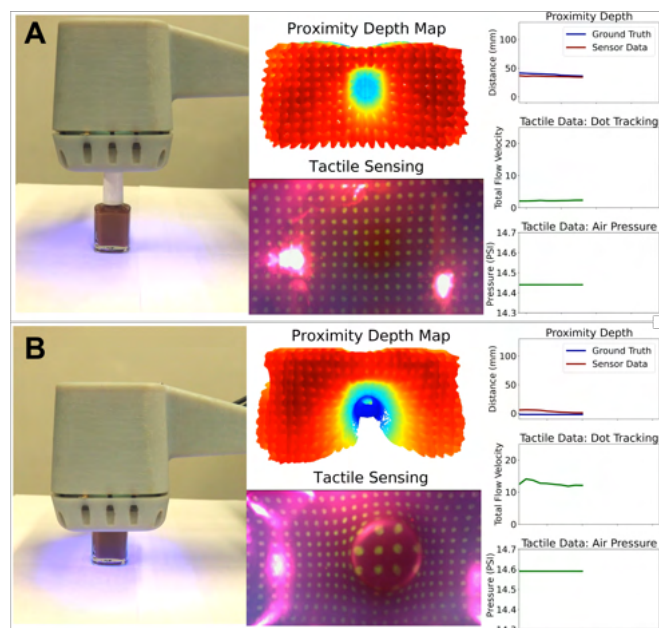 A
Proximity Depth Map
Tactile Sensing
Proximity Depth
Distance (mm)
100
50
0
Ground Truth
Sensor Data
Tactile Data: Dot Tracking
Total Flow Velocity
20
10
0
Tactile Data: Air Pressure
Pressure (PSI)
14.7
14.6
14.5
14.4
14.3
B
Proximity Depth Map
Tactile Sensing
Proximity Depth
Distance (mm)
100
50
0
Ground Truth
Sensor Data
Tactile Data: Dot Tracking
Total Flow Velocity
20
10
0
Tactile Data: Air Pressure
Pressure (PSI)
14.7
14.6
14.5
14.4
14.3